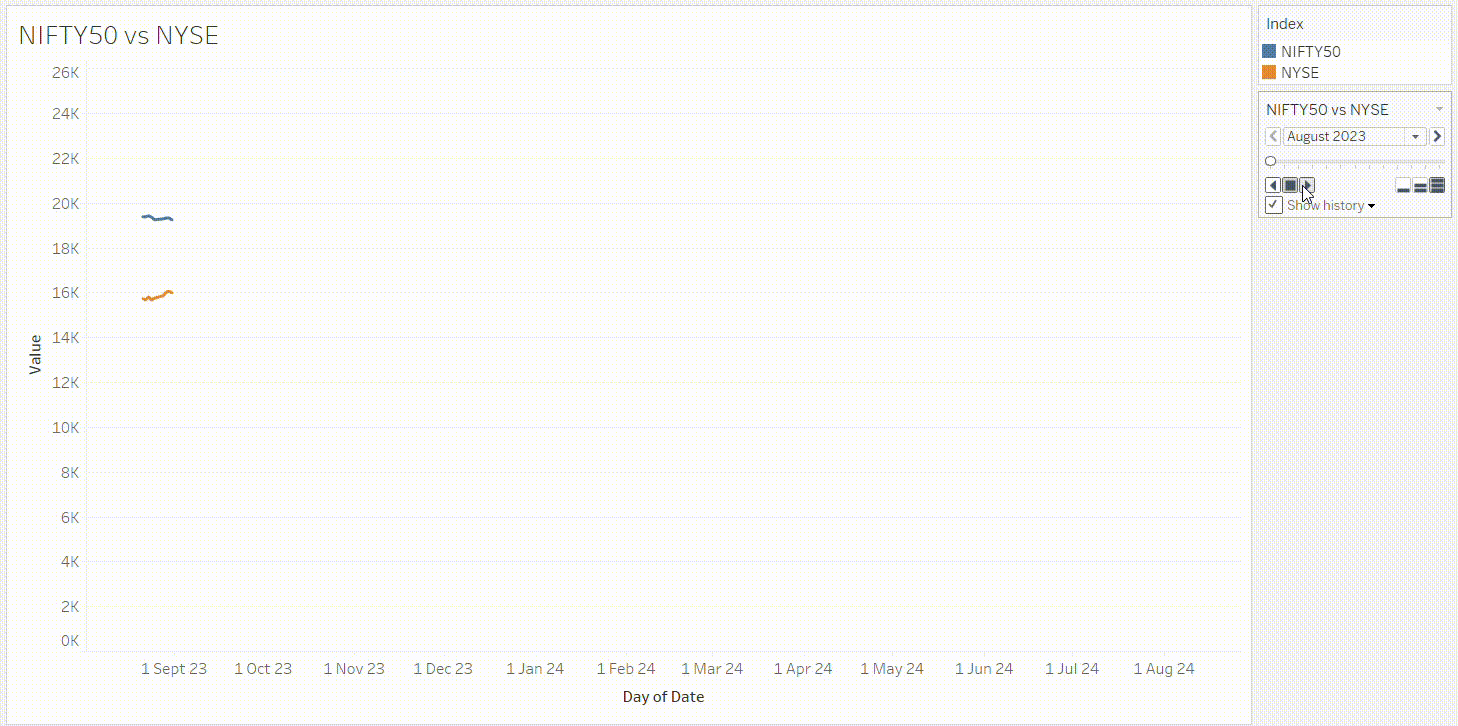 NIFTY50 vs NYSE
26K
24K
22K
20K
18K
16K
14K
12K
10K
8K
6K
4K
2K
0K
Value
1 Sept 23 1 Oct 23 1 Nov 23 1 Dec 23 1 Jan 24 1 Feb 24 1 Mar 24 1 Apr 24 1 May 24 1 Jun 24 1 Jul 24 1 Aug 24
Day of Date
Index
NIFTY50
NYSE
NIFTY50 vs NYSE
August 2023
Show history